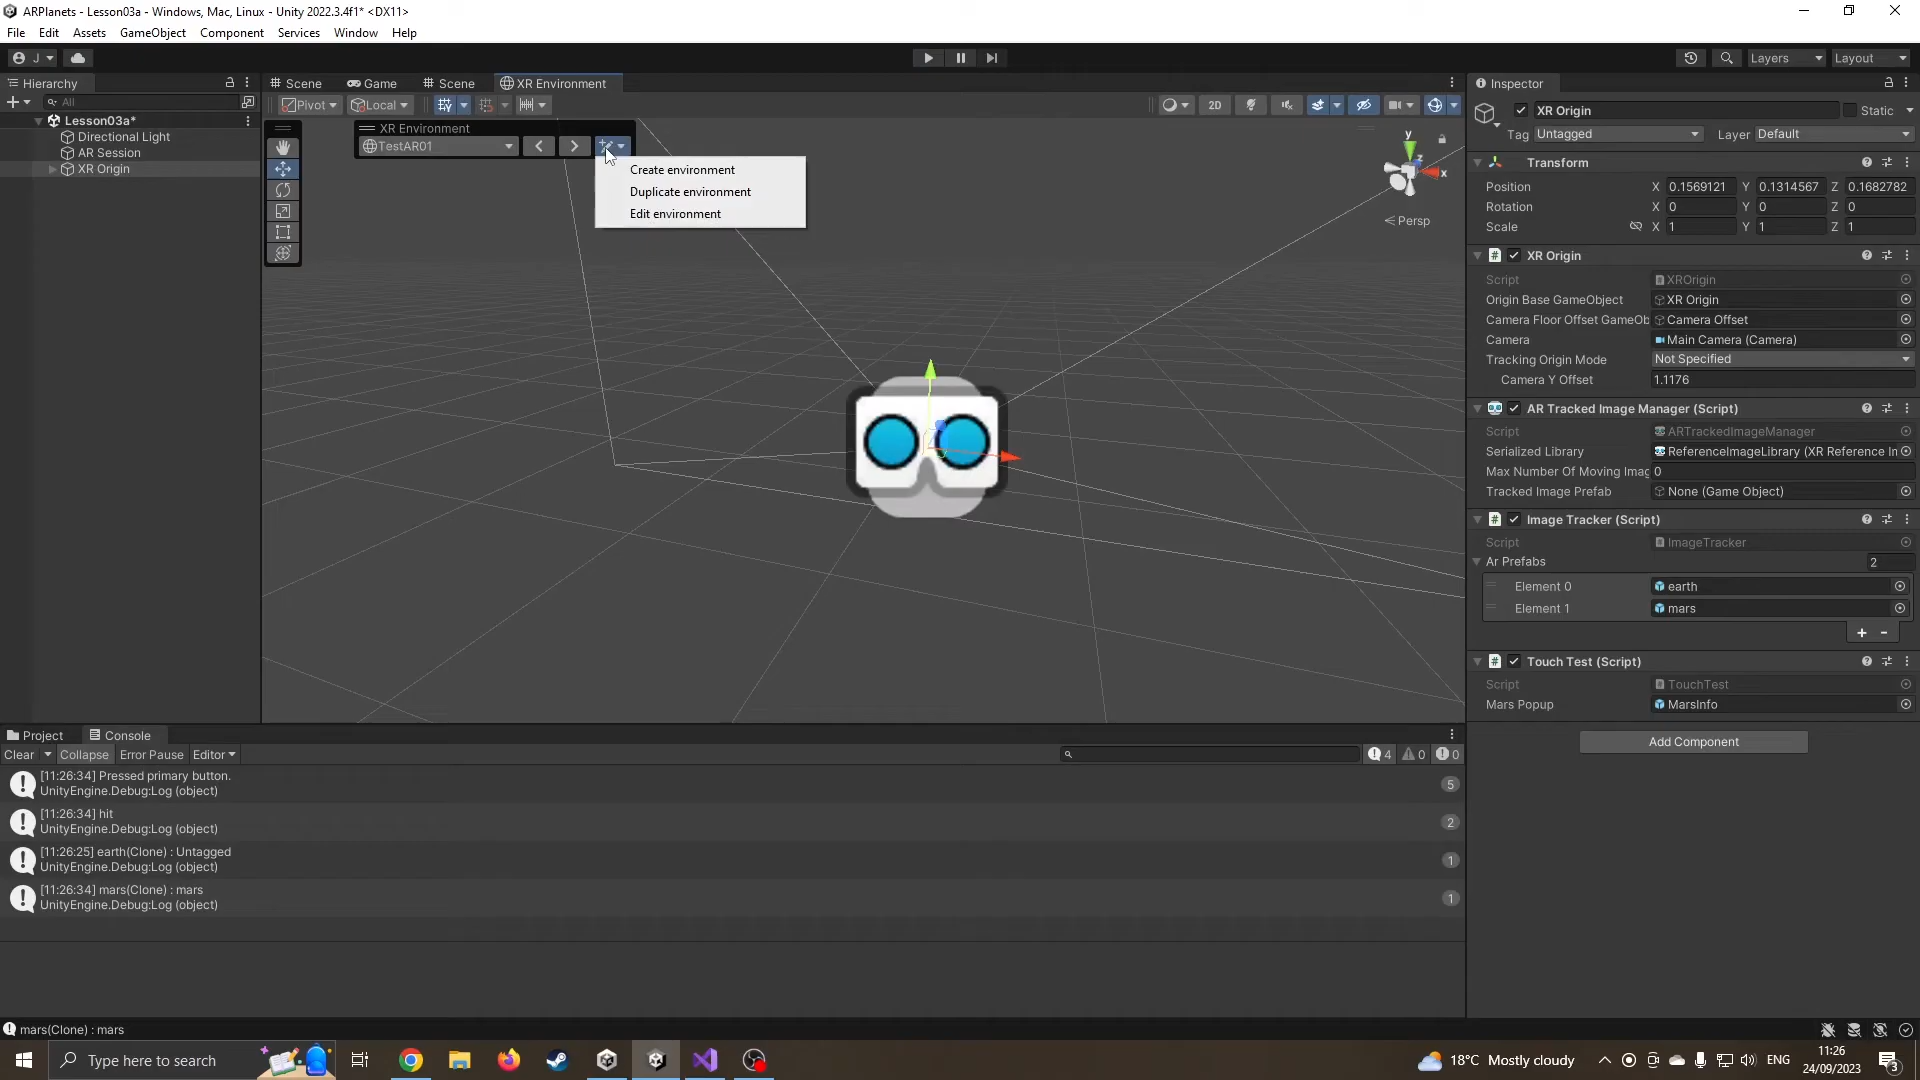 ARPlanets - Lesson03a - Windows, Mac, Linux - Unity 2022.3.4f1* <DX11>
File Edit Assets GameObject Component Services Window Help
J Layers Layout
Hierarchy
All
Lesson03a*
Directional Light
AR Session
XR Origin
Scene Game Scene XR Environment
Pivot Local 2D
XR Environment
TestAR01
Create environment
Duplicate environment
Edit environment
y
z
x
Persp
Inspector
XR Origin Static
Tag Untagged Layer Default
Transform
Position X 0.1569121 Y 0.1314567 Z 0.1682782
Rotation X 0 Y 0 Z 0
Scale X 1 Y 1 Z 1
XR Origin
Script XROrigin
Origin Base GameObject XR Origin
Camera Floor Offset GameOb Camera Offset
Camera Main Camera (Camera)
Tracking Origin Mode Not Specified
Camera Y Offset 1.1176
AR Tracked Image Manager (Script)
Script ARTrackedImageManager
Serialized Library ReferenceImageLibrary (XR Reference In
Max Number Of Moving Imag 0
Tracked Image Prefab None (Game Object)
Image Tracker (Script)
Script ImageTracker
Ar Prefabs 2
Element 0 earth
Element 1 mars
Touch Test (Script)
Script TouchTest
Mars Popup MarsInfo
Add Component
Project Console
Clear Collapse Error Pause Editor 4 0 0
[11:26:34] Pressed primary button.
UnityEngine.Debug:Log (object)
5
[11:26:34] hit
UnityEngine.Debug:Log (object)
2
[11:26:25] earth(Clone) : Untagged
UnityEngine.Debug:Log (object)
1
[11:26:34] mars(Clone) : mars
UnityEngine.Debug:Log (object)
1
mars(Clone) : mars
Type here to search
18°C Mostly cloudy ENG
11:26
24/09/2023
3